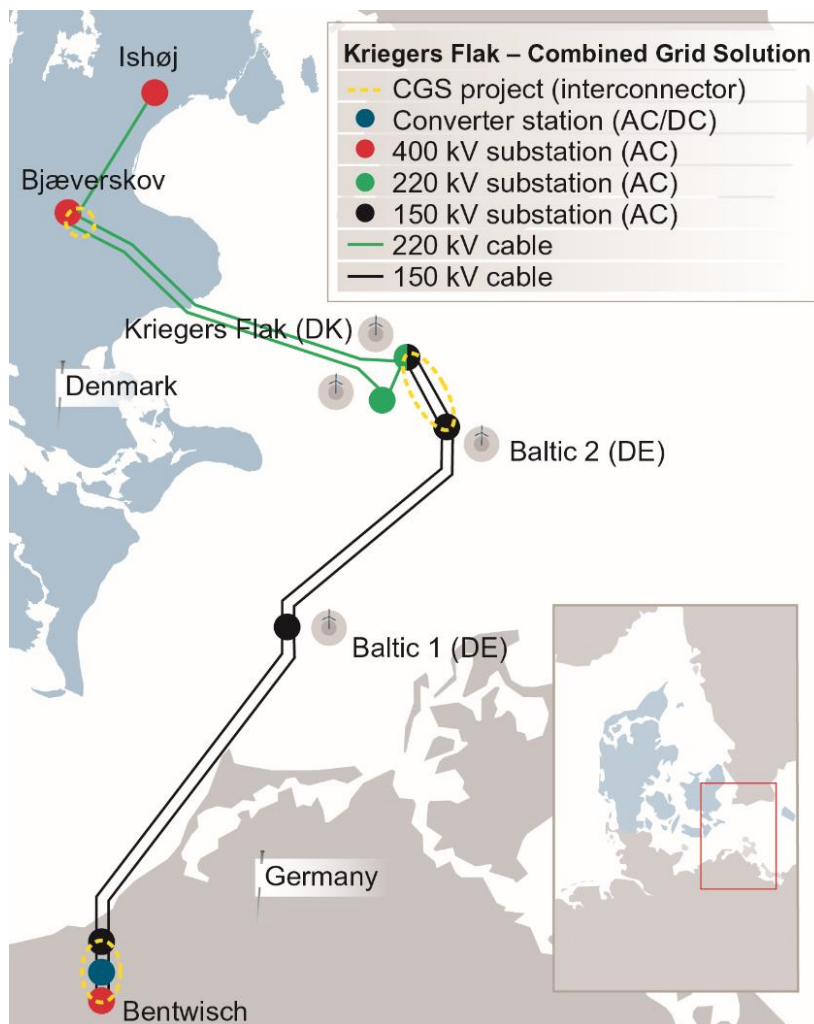 Ishøj
Bjæverskov
Kriegers Flak – Combined Grid Solution
CGS project (interconnector)
Converter station (AC/DC)
400 kV substation (AC)
220 kV substation (AC)
150 kV substation (AC)
220 kV cable
150 kV cable
Kriegers Flak (DK)
Denmark
Baltic 2 (DE)
Baltic 1 (DE)
Germany
Bentwisch